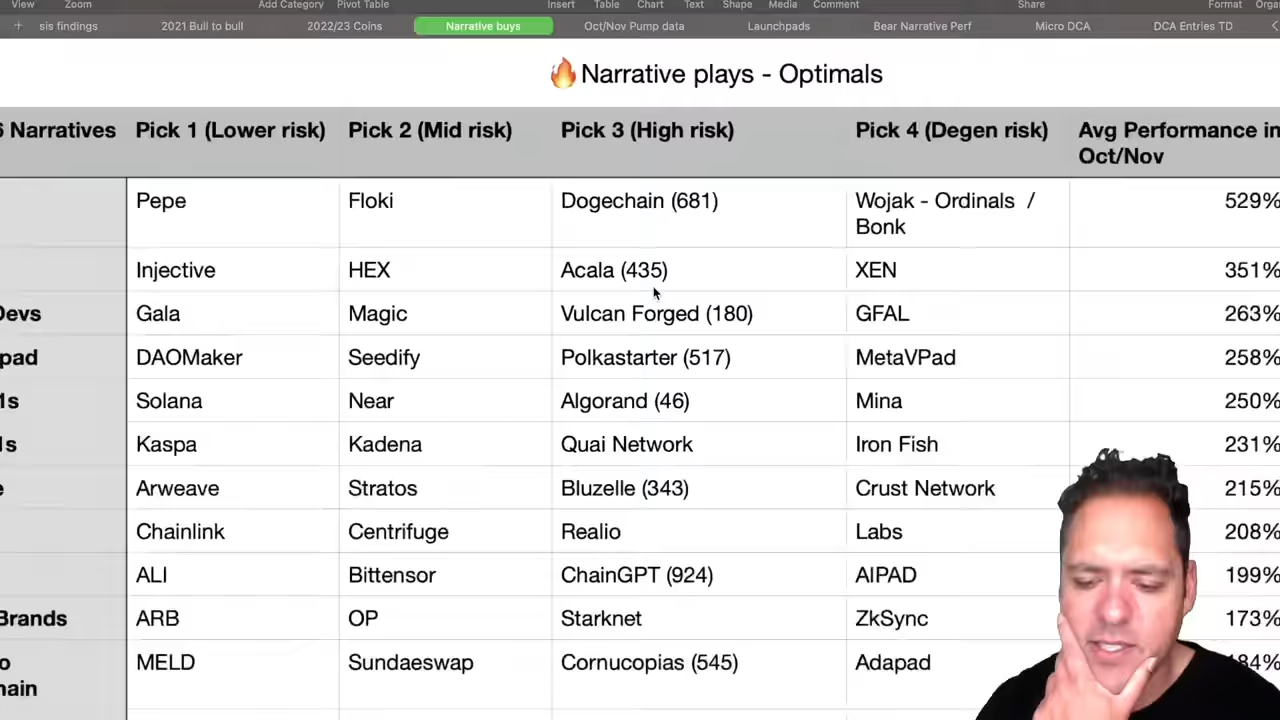 View Zoom Add Category Pivot Table Insert Table Chart Text Shape Media Comment Share Format
+ sis findings 2021 Bull to bull 2022/23 Coins Narrative buys Oct/Nov Pump data Launchpads Bear Narrative Perf Micro DCA DCA Entries TD
🔥Narrative plays - Optimals
Narratives Pick 1 (Lower risk) Pick 2 (Mid risk) Pick 3 (High risk) Pick 4 (Degen risk) Avg Performance in
Oct/Nov
Pepe Floki Dogechain (681) Wojak - Ordinals / 529%
Bonk
Injective HEX Acala (435) XEN 351%
Devs Gala Magic Vulcan Forged (180) GFAL 263%
pad DAOMaker Seedify Polkastarter (517) MetaVPad 258%
1s Solana Near Algorand (46) Mina 250%
1s Kaspa Kadena Quai Network Iron Fish 231%
e Arweave Stratos Bluzelle (343) Crust Network 215%
Chainlink Centrifuge Realio Labs 208%
ALI Bittensor ChainGPT (924) AIPAD 199%
Brands ARB OP Starknet ZkSync 173%
o MELD Sundaeswap Cornucopias (545) Adapad 84%
hain